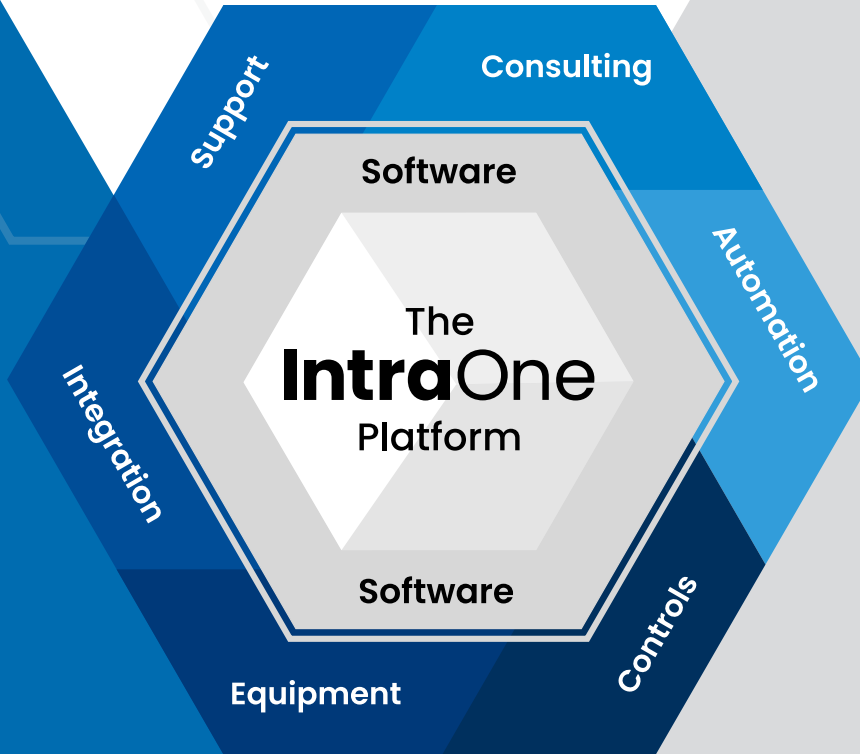 Support
Consulting
Software
Automation
The
IntraOne
Platform
Integration
Software
Controls
Equipment